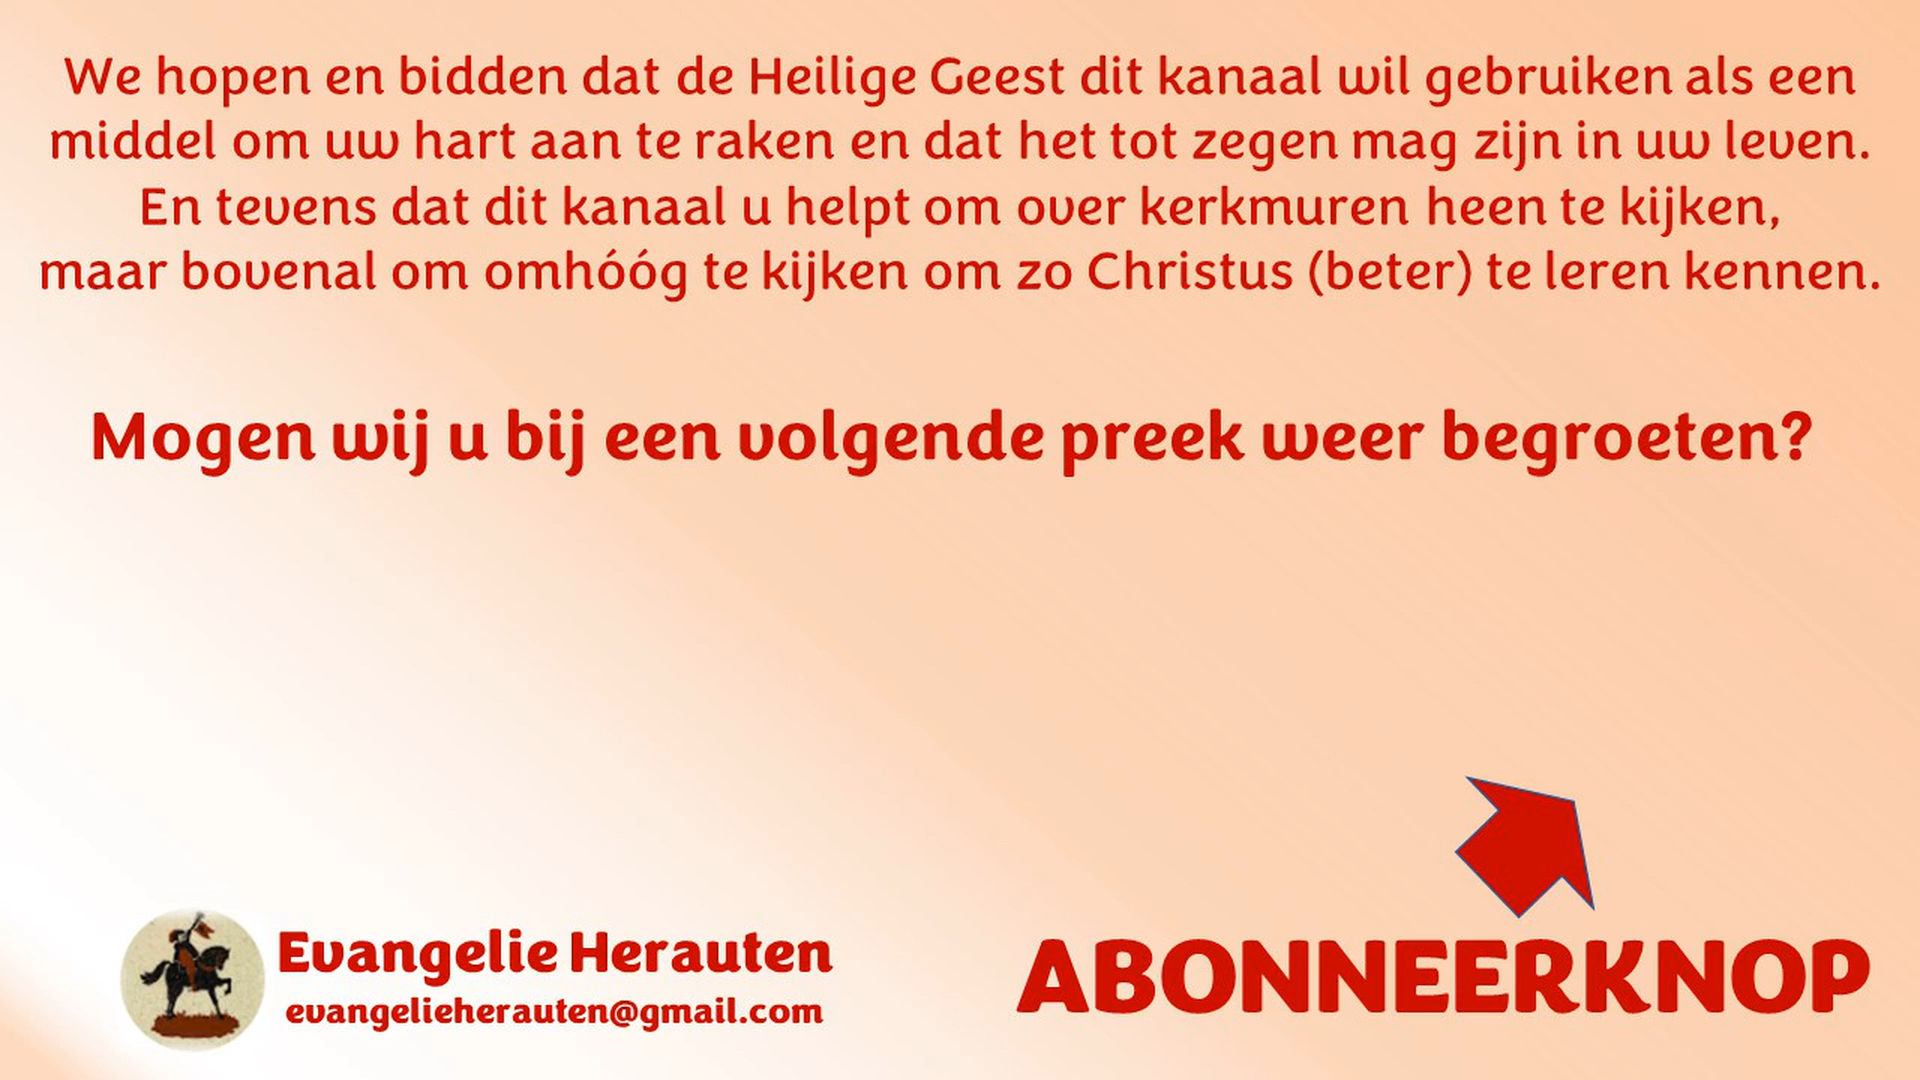 We hopen en bidden dat de Heilige Geest dit kanaal wil gebruiken als een
middel om uw hart aan te raken en dat het tot zegen mag zijn in uw leven.
En tevens dat dit kanaal u helpt om over kerkmuren heen te kijken,
maar bovenal om omhóóg te kijken om zo Christus (beter) te leren kennen.
Mogen wij u bij een volgende preek weer begroeten?
Evangelie Herauten
evangelieherauten@gmail.com
ABONNEERKNOP